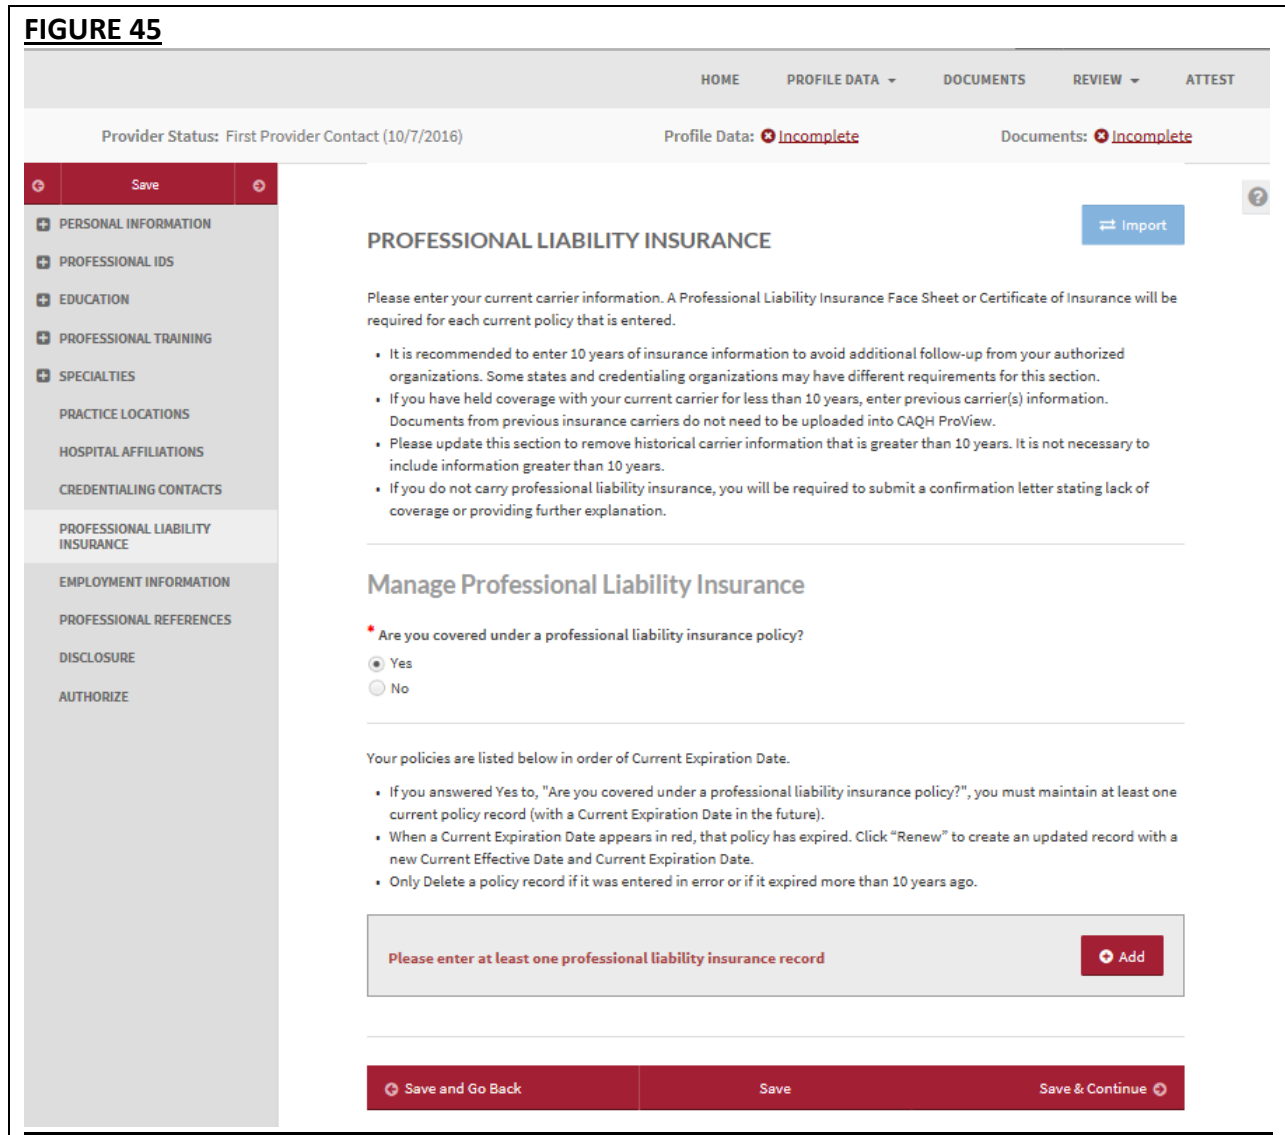 FIGURE 45
HOME PROFILE DATA DOCUMENTS REVIEW ATTEST
Provider Status: First Provider Contact (10/7/2016) Profile Data: Incomplete Documents: Incomplete
Save
PERSONAL INFORMATION
PROFESSIONAL IDS
EDUCATION
PROFESSIONAL TRAINING
SPECIALTIES
PRACTICE LOCATIONS
HOSPITAL AFFILIATIONS
CREDENTIALING CONTACTS
PROFESSIONAL LIABILITY
INSURANCE
EMPLOYMENT INFORMATION
PROFESSIONAL REFERENCES
DISCLOSURE
AUTHORIZE
?
Import
PROFESSIONAL LIABILITY INSURANCE
Please enter your current carrier information. A Professional Liability Insurance Face Sheet or Certificate of Insurance will be
required for each current policy that is entered.
• It is recommended to enter 10 years of insurance information to avoid additional follow-up from your authorized
organizations. Some states and credentialing organizations may have different requirements for this section.
• If you have held coverage with your current carrier for less than 10 years, enter previous carrier(s) information.
Documents from previous insurance carriers do not need to be uploaded into CAQH ProView.
• Please update this section to remove historical carrier information that is greater than 10 years. It is not necessary to
include information greater than 10 years.
• If you do not carry professional liability insurance, you will be required to submit a confirmation letter stating lack of
coverage or providing further explanation.
Manage Professional Liability Insurance
* Are you covered under a professional liability insurance policy?
Yes
No
Your policies are listed below in order of Current Expiration Date.
• If you answered Yes to, "Are you covered under a professional liability insurance policy?", you must maintain at least one
current policy record (with a Current Expiration Date in the future).
• When a Current Expiration Date appears in red, that policy has expired. Click “Renew” to create an updated record with a
new Current Effective Date and Current Expiration Date.
• Only Delete a policy record if it was entered in error or if it expired more than 10 years ago.
Please enter at least one professional liability insurance record Add
Save and Go Back Save Save & Continue